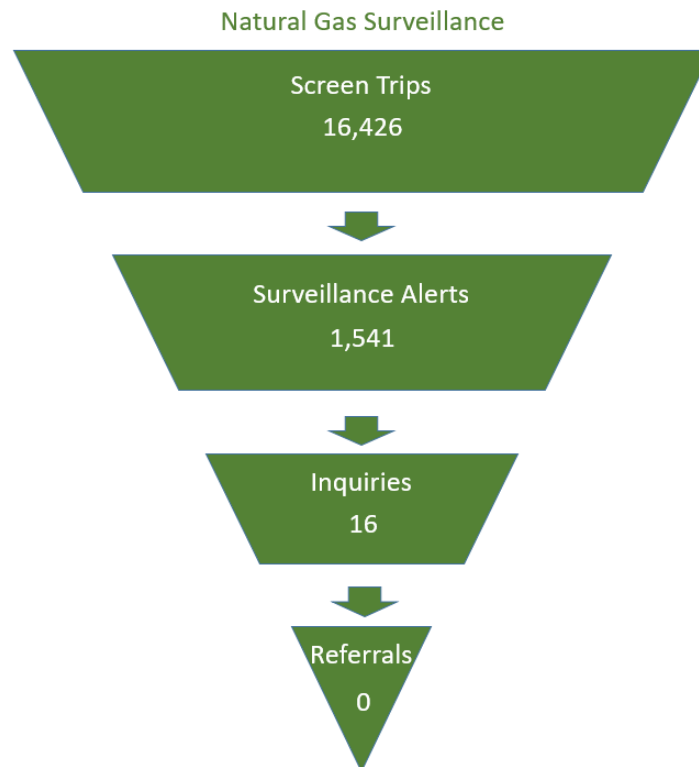 Natural Gas Surveillance
Screen Trips
16,426
Surveillance Alerts
1,541
Inquiries
16
Referrals
0